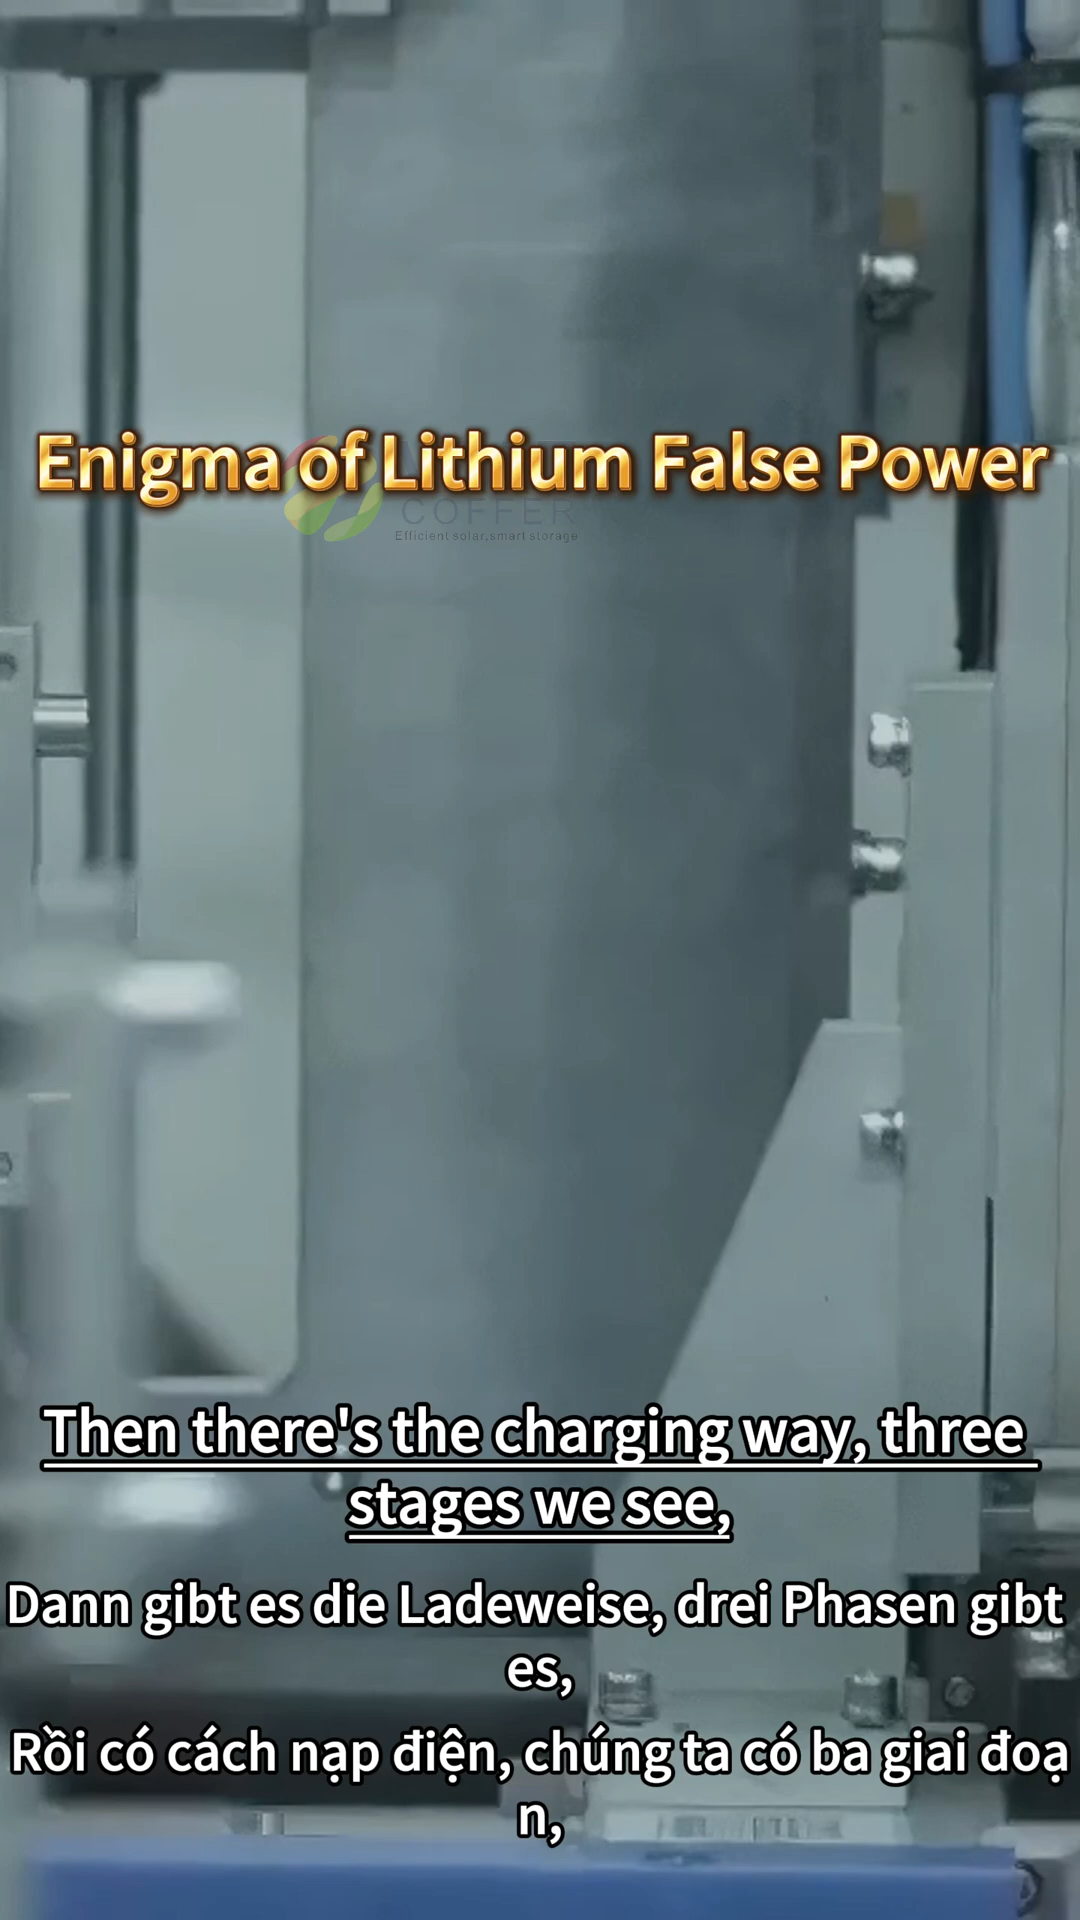 Enigma of Lithium False Power
COFFER
Efficient solar,smart storage
Then there's the charging way, three
stages we see,
Dann gibt es die Ladeweise, drei Phasen gibt
es,
Rồi có cách nạp điện, chúng ta có ba giai đoạ
n,